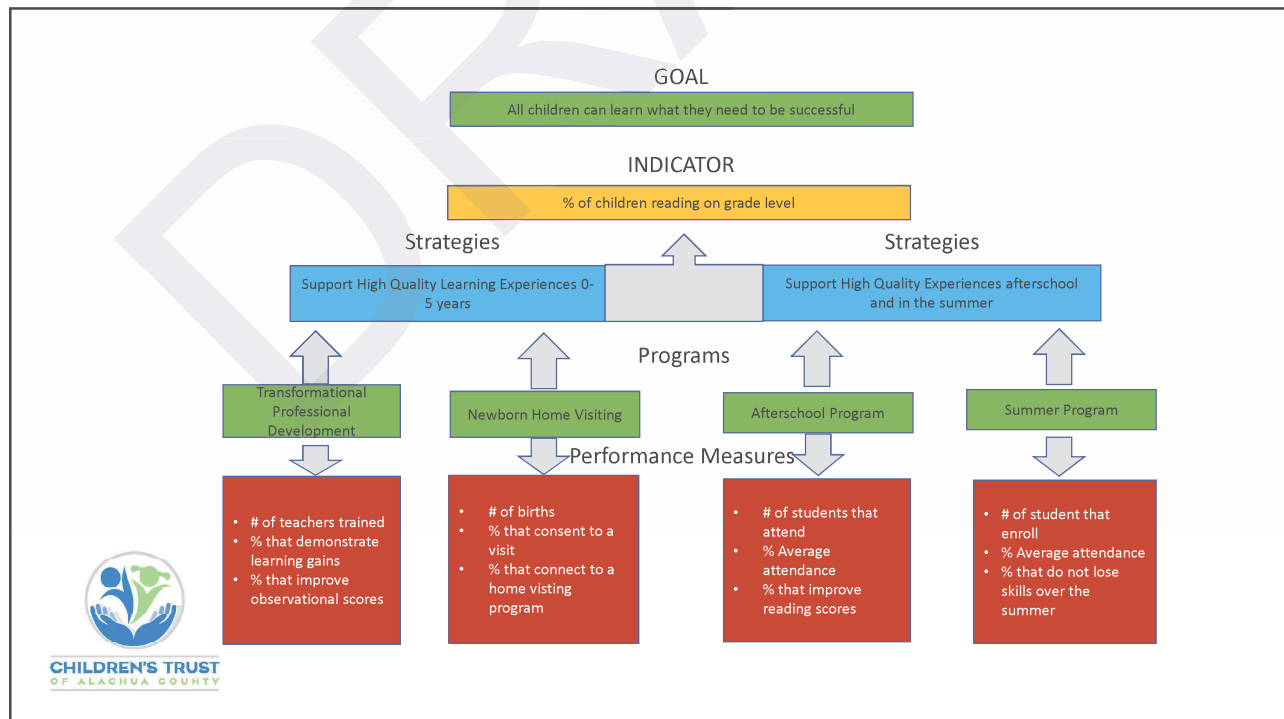 GOAL
All children can learn what they need to be successful
INDICATOR
% of children reading on grade level
Strategies
Strategies
Support High Quality Learning Experiences 0-
5 years
Support High Quality Experiences afterschool
and in the summer
Programs
Transformational
Professional
Development
Newborn Home Visiting
Afterschool Program
Summer Program
Performance Measures
• # of teachers trained
• % that demonstrate
learning gains
• % that improve
observational scores
• # of births
• % that consent to a
visit
• % that connect to a
home visting
program
• # of students that
attend
• % Average
attendance
• % that improve
reading scores
• # of student that
enroll
• % Average attendance
• % that do not lose
skills over the
summer
CHILDREN'S TRUST
OF ALACHUA COUNTY